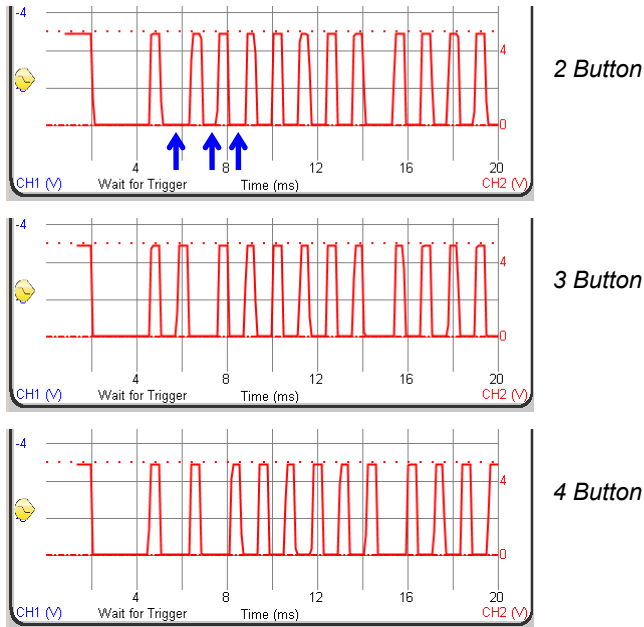 -4
2 Button
4
0
4 8 12 16 20
CH1 (V) Wait for Trigger Time (ms) CH2 (V)
-4
3 Button
4
0
4 8 12 16 20
CH1 (V) Wait for Trigger Time (ms) CH2 (V)
-4
4 Button
4
0
4 8 12 16 20
CH1 (V) Wait for Trigger Time (ms) CH2 (V)